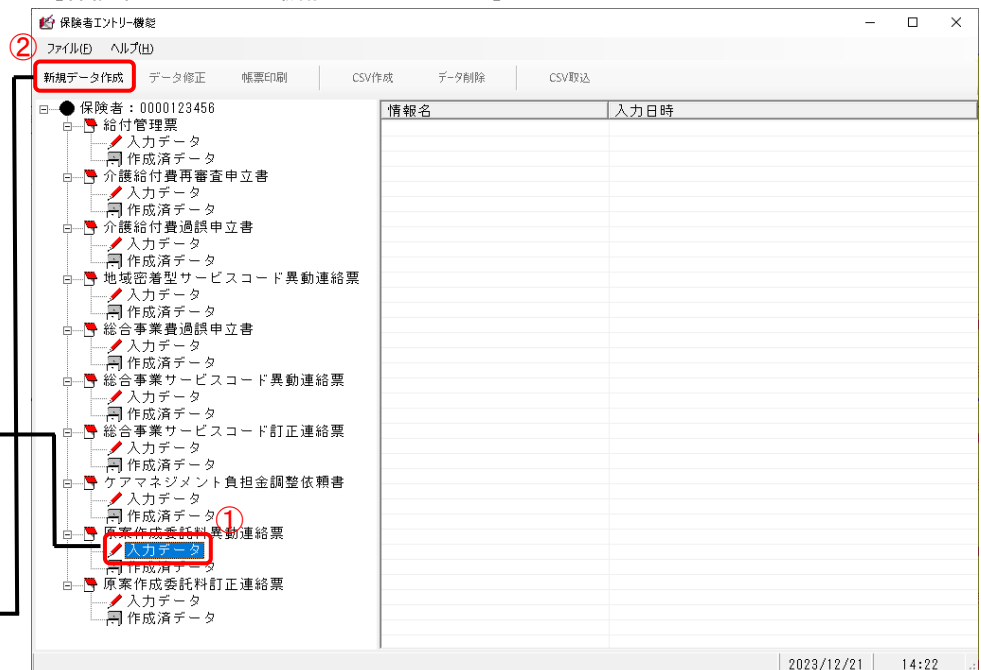 保険者エントリー機能
②
ファイル(F) ヘルプ(H)
新規データ作成 データ修正 帳票印刷 CSV作成 データ削除 CSV取込
保険者：0000123456
給付管理票
入力データ
作成済データ
介護給付費再審査申立書
入力データ
作成済データ
介護給付費過誤申立書
入力データ
作成済データ
地域密着型サービスコード異動連絡票
入力データ
作成済データ
総合事業費過誤申立書
入力データ
作成済データ
総合事業サービスコード異動連絡票
入力データ
作成済データ
総合事業サービスコード訂正連絡票
入力データ
作成済データ
ケアマネジメント負担金調整依頼書
入力データ
作成済データ
①
原案作成委託料異動連絡票
入力データ
作成済データ
原案作成委託料訂正連絡票
入力データ
作成済データ
情報名 入力日時
2023/12/21 14:22